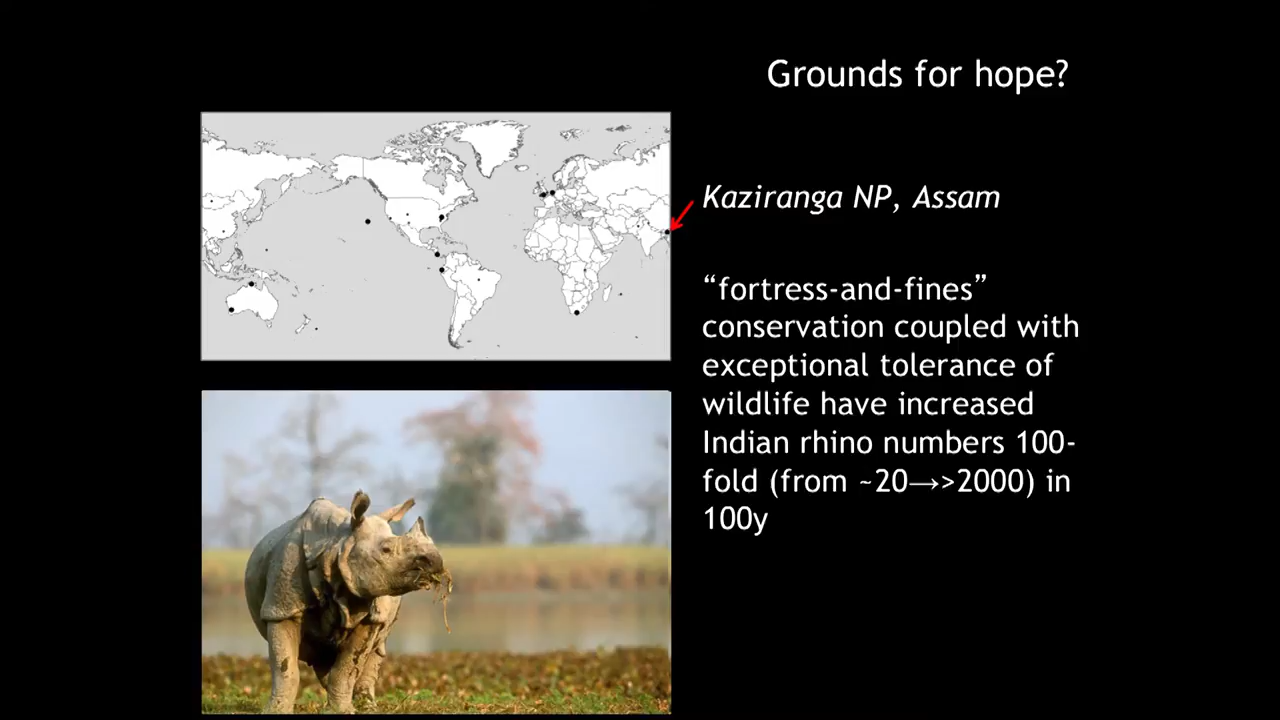 Grounds for hope?
Kaziranga NP, Assam
“fortress-and-fines”
conservation coupled with
exceptional tolerance of
wildlife have increased
Indian rhino numbers 100-
fold (from ~20→>2000) in
100y